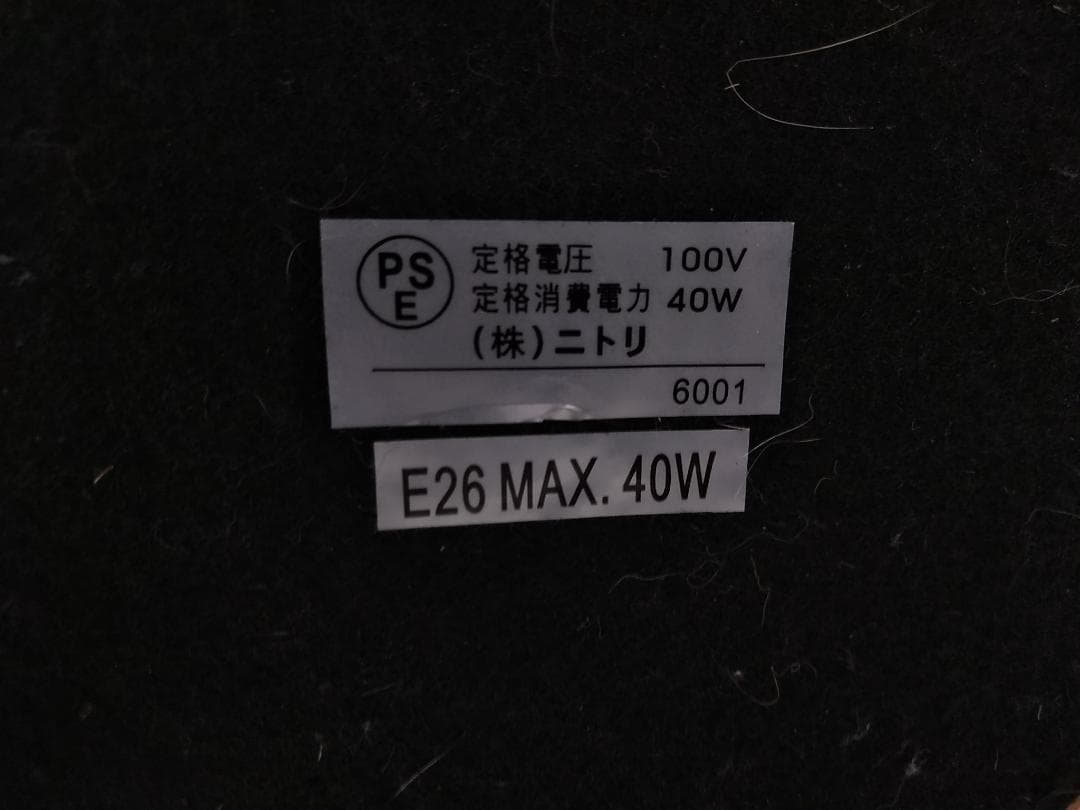 PS
E
定格電圧 100V
定格消費電力 40W
(株)ニトリ
6001
E26 MAX. 40W